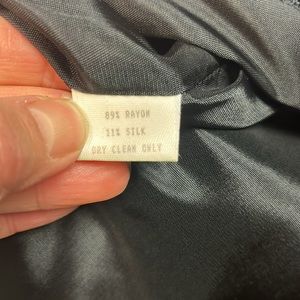 89% RAYON
11% SILK
DRY CLEAN ONLY